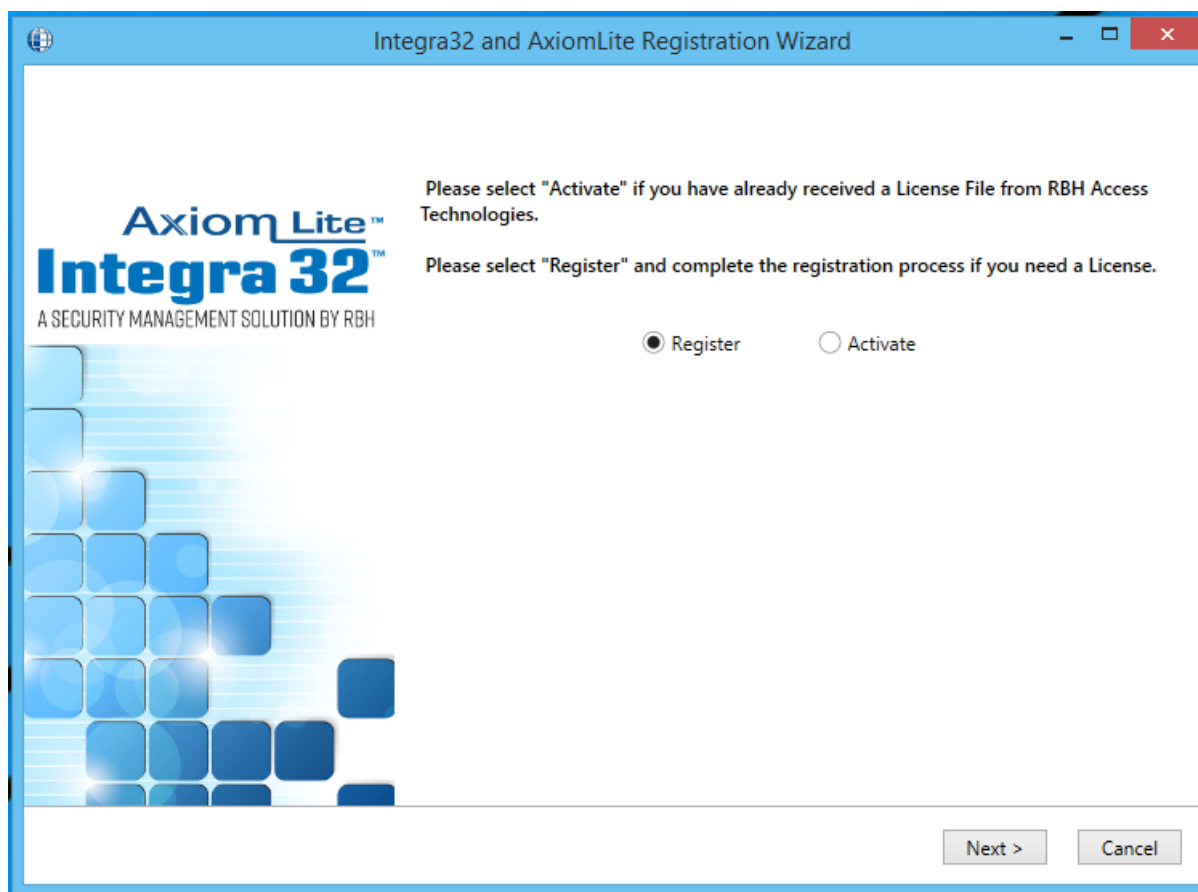 Integra32 and AxiomLite Registration Wizard
Please select "Activate" if you have already received a License File from RBH Access
Technologies.
Axiom Lite™
Integra 32™
A SECURITY MANAGEMENT SOLUTION BY RBH
Please select "Register" and complete the registration process if you need a License.
Register Activate
Next > Cancel